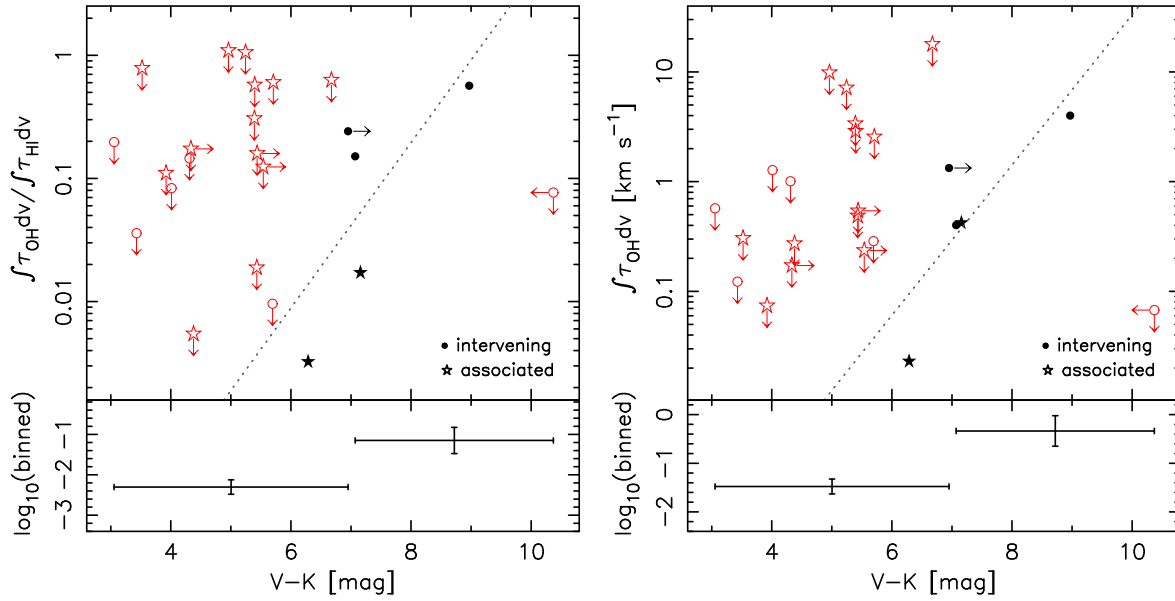 ∫τOHdv/∫τHIdv
1
0.1
0.01
intervening
associated
log10(binned)
−1
−2
−3
4
6
8
10
V−K [mag]
∫τOHdv [km s−1]
10
1
0.1
intervening
associated
log10(binned)
0
−1
−2
4
6
8
10
V−K [mag]